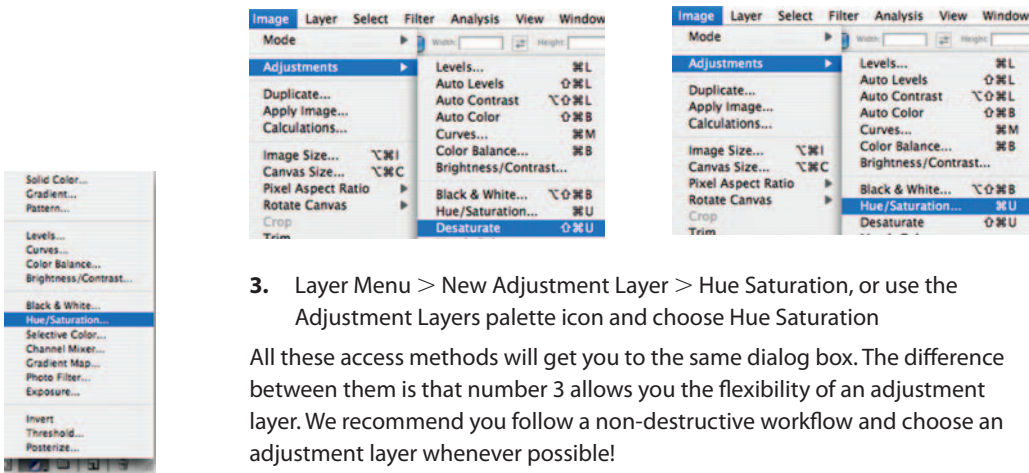 Image Layer Select Filter Analysis View Window
Mode
Width: Height:
Adjustments
Duplicate...
Apply Image...
Calculations...
Image Size... ⌥⌘I
Canvas Size... ⌥⌘C
Pixel Aspect Ratio
Rotate Canvas
Crop
Trim
Levels... ⌘L
Auto Levels ⇧⌘L
Auto Contrast ⌥⇧⌘L
Auto Color ⇧⌘B
Curves... ⌘M
Color Balance... ⌘B
Brightness/Contrast...
Black & White... ⌥⇧⌘B
Hue/Saturation... ⌘U
Desaturate ⇧⌘U
Image Layer Select Filter Analysis View Window
Mode
Width: Height:
Adjustments
Duplicate...
Apply Image...
Calculations...
Image Size... ⌥⌘I
Canvas Size... ⌥⌘C
Pixel Aspect Ratio
Rotate Canvas
Crop
Trim
Levels... ⌘L
Auto Levels ⇧⌘L
Auto Contrast ⌥⇧⌘L
Auto Color ⇧⌘B
Curves... ⌘M
Color Balance... ⌘B
Brightness/Contrast...
Black & White... ⌥⇧⌘B
Hue/Saturation... ⌘U
Desaturate ⇧⌘U
Solid Color...
Gradient...
Pattern...
Levels...
Curves...
Color Balance...
Brightness/Contrast...
Black & White...
Hue/Saturation...
Selective Color...
Channel Mixer...
Gradient Map...
Photo Filter...
Exposure...
Invert
Threshold...
Posterize...
3. Layer Menu > New Adjustment Layer > Hue Saturation, or use the
Adjustment Layers palette icon and choose Hue Saturation
All these access methods will get you to the same dialog box. The difference
between them is that number 3 allows you the flexibility of an adjustment
layer. We recommend you follow a non-destructive workflow and choose an
adjustment layer whenever possible!